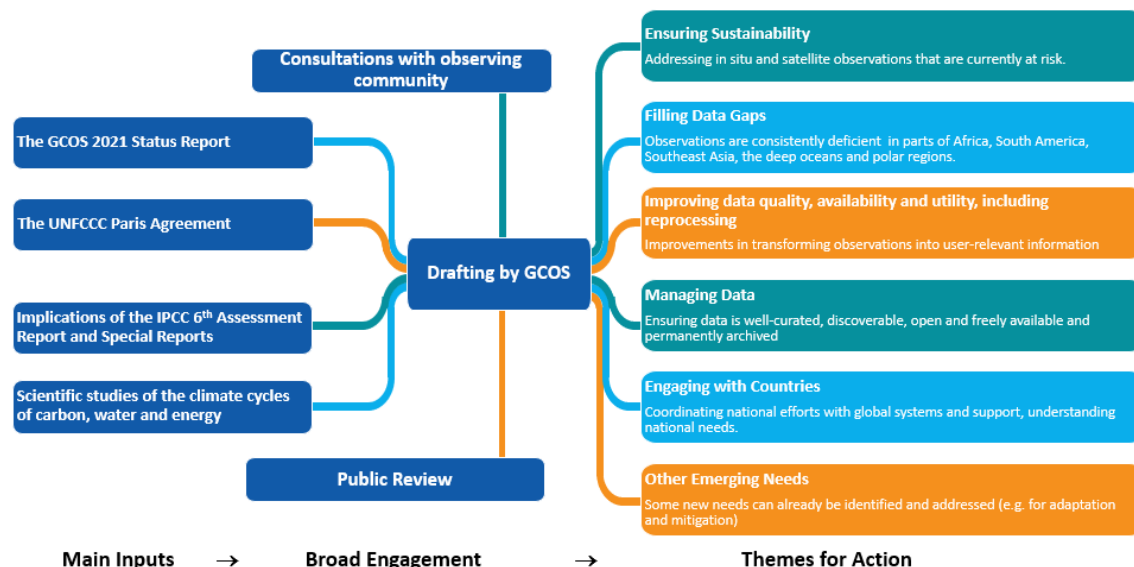 Consultations with observing
community
The GCOS 2021 Status Report
The UNFCCC Paris Agreement
Implications of the IPCC 6th Assessment
Report and Special Reports
Scientific studies of the climate cycles
of carbon, water and energy
Drafting by GCOS
Public Review
Ensuring Sustainability
Addressing in situ and satellite observations that are currently at risk.
Filling Data Gaps
Observations are consistently deficient in parts of Africa, South America,
Southeast Asia, the deep oceans and polar regions.
Improving data quality, availability and utility, including
reprocessing
Improvements in transforming observations into user-relevant information
Managing Data
Ensuring data is well-curated, discoverable, open and freely available and
permanently archived
Engaging with Countries
Coordinating national efforts with global systems and support, understanding
national needs.
Other Emerging Needs
Some new needs can already be identified and addressed (e.g. for adaptation
and mitigation)
Main Inputs → Broad Engagement → Themes for Action